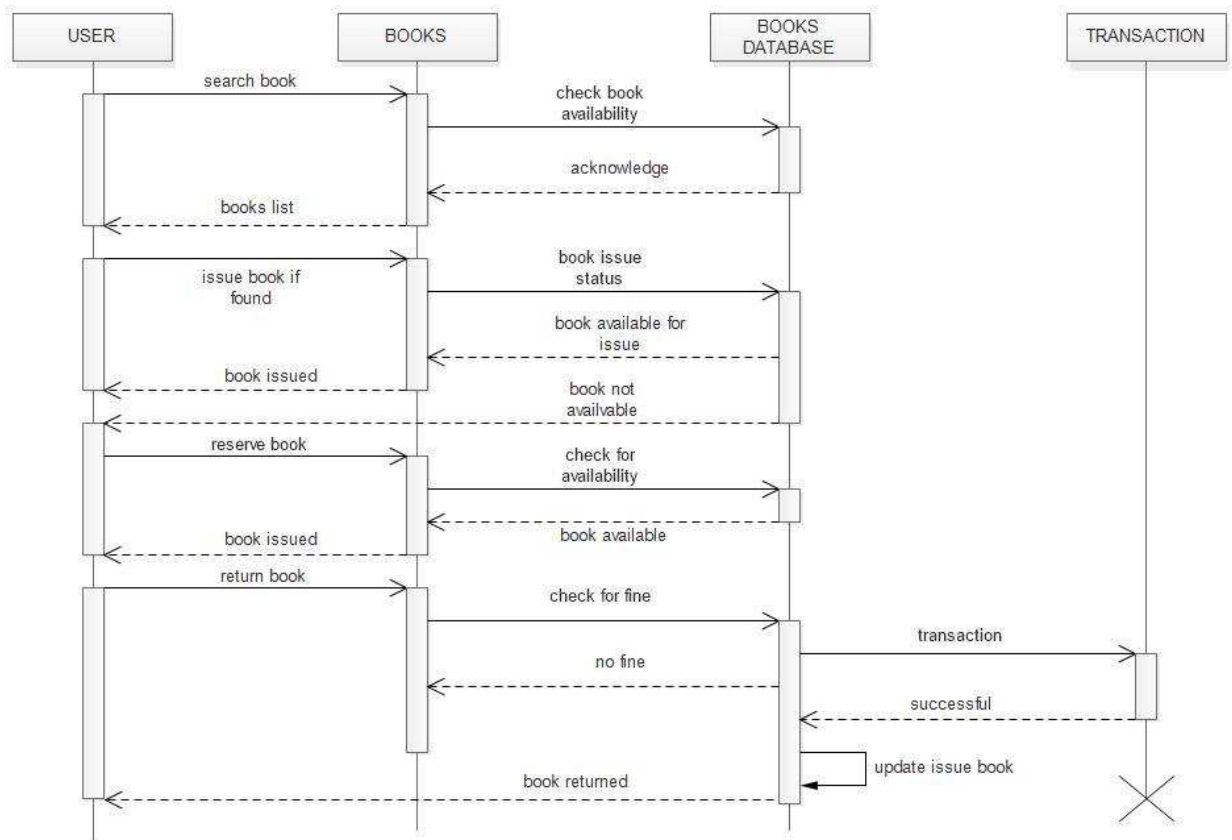 USER
BOOKS
BOOKS
DATABASE
TRANSACTION
search book
check book
availability
acknowledge
books list
issue book if
found
book issue
status
book available for
issue
book issued
book not
availvable
reserve book
check for
availability
book available
book issued
return book
check for fine
transaction
no fine
successful
update issue book
book returned